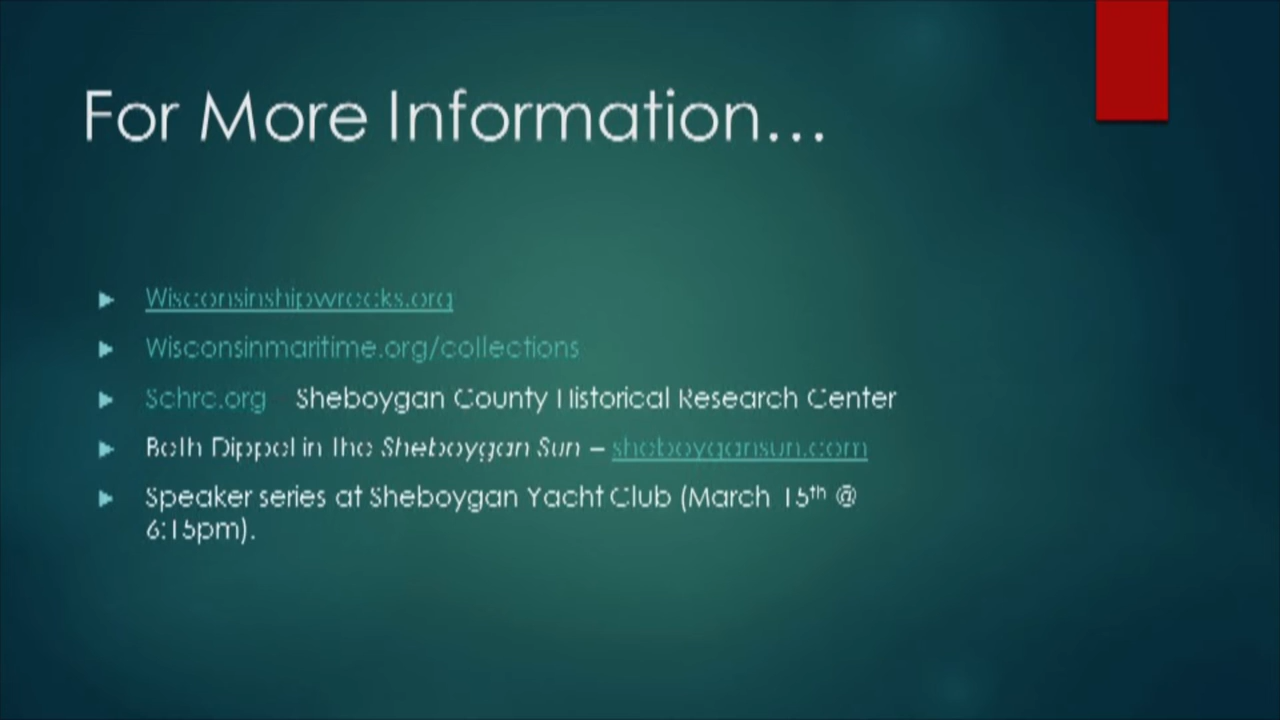 For More Information...
Wisconsinshipwrecks.org
Wisconsinmaritime.org/collections
Schrc.org – Sheboygan County Historical Research Center
Beth Dippel in the Sheboygan Sun – sheboygansun.com
Speaker series at Sheboygan Yacht Club (March 15th @
6:15pm).